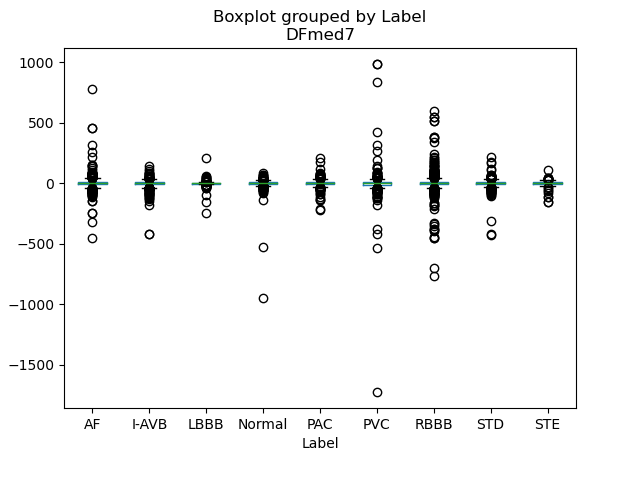 Boxplot grouped by Label
DFmed7
1000
500
0
−500
−1000
−1500
AF I-AVB LBBB Normal PAC PVC RBBB STD STE
Label